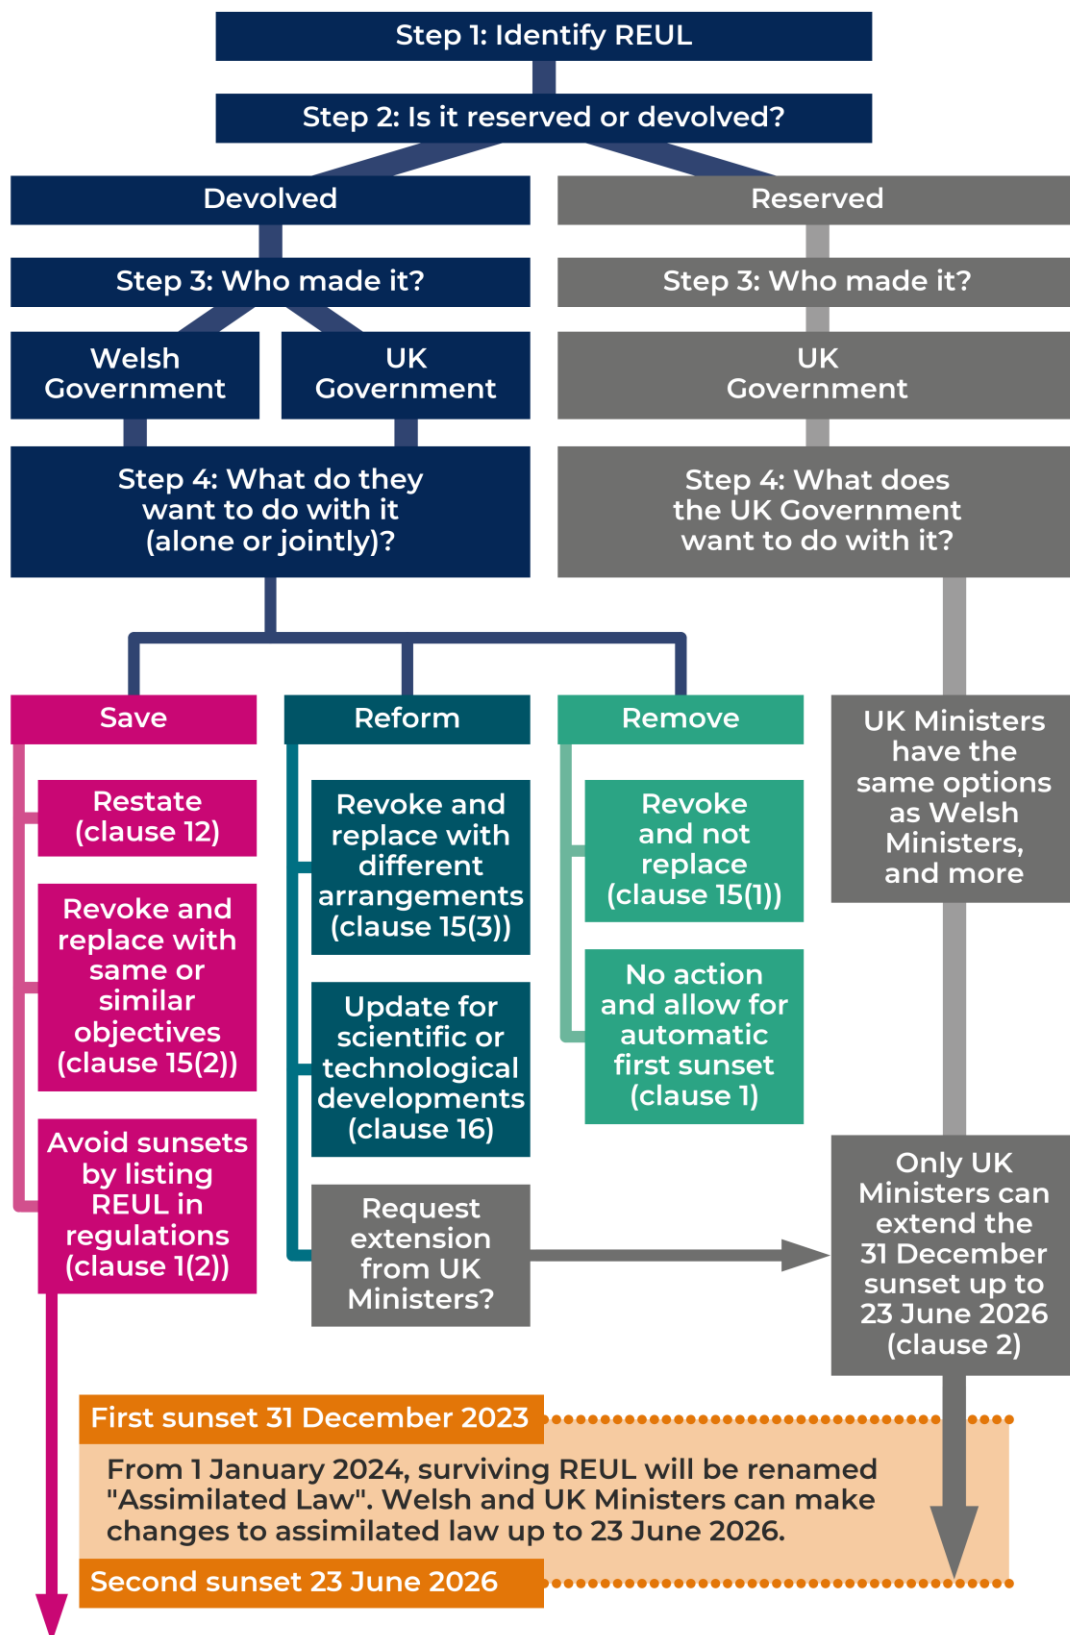 Step 1: Identify REUL
Step 2: Is it reserved or devolved?
Devolved
Reserved
Step 3: Who made it?
Step 3: Who made it?
Welsh
Government
UK
Government
UK
Government
Step 4: What do they
want to do with it
(alone or jointly)?
Step 4: What does
the UK Government
want to do with it?
Save
Restate
(clause 12)
Revoke and
replace with
same or
similar
objectives
(clause 15(2))
Avoid sunsets
by listing
REUL in
regulations
(clause 1(2))
Reform
Revoke and
replace with
different
arrangements
(clause 15(3))
Update for
scientific or
technological
developments
(clause 16)
Request
extension
from UK
Ministers?
Remove
Revoke
and not
replace
(clause 15(1))
No action
and allow for
automatic
first sunset
(clause 1)
UK Ministers
have the
same options
as Welsh
Ministers,
and more
Only UK
Ministers can
extend the
31 December
sunset up to
23 June 2026
(clause 2)
First sunset 31 December 2023
From 1 January 2024, surviving REUL will be renamed
"Assimilated Law". Welsh and UK Ministers can make
changes to assimilated law up to 23 June 2026.
Second sunset 23 June 2026